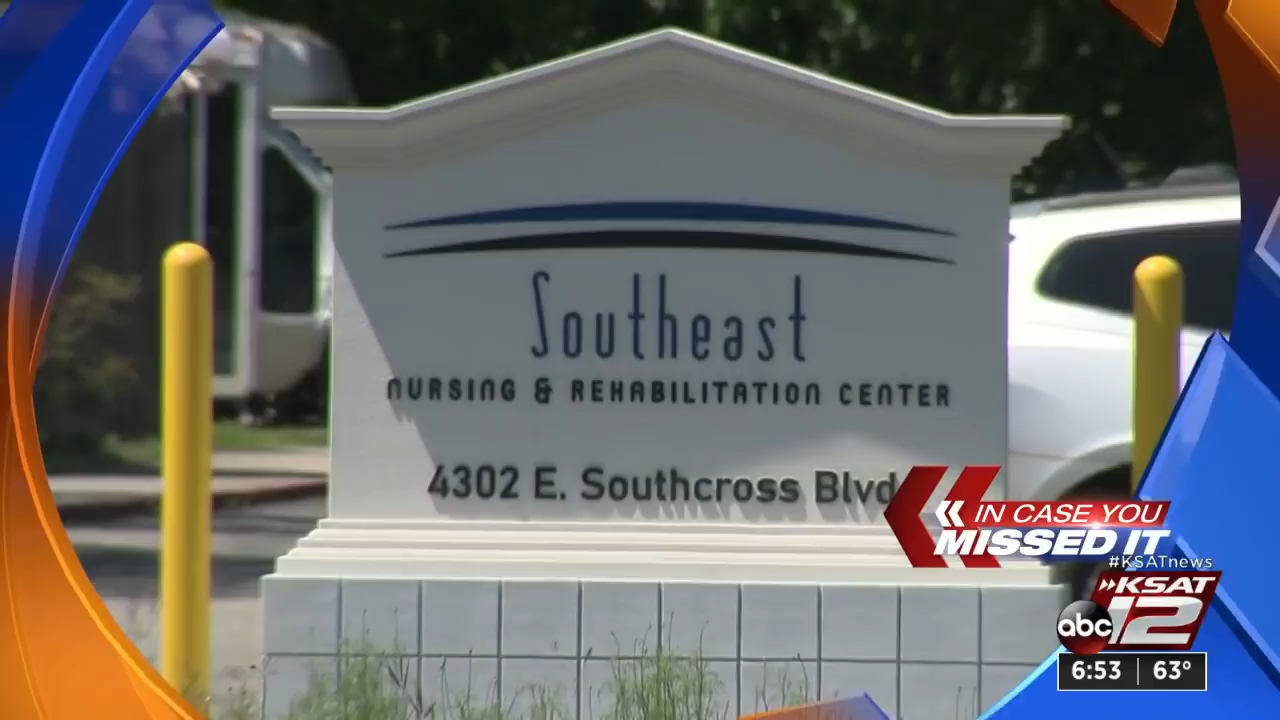 Southeast
NURSING & REHABILITATION CENTER
4302 E. Southcross Blvd
IN CASE YOU
MISSED IT
#KSATnews
KSAT
abc 12
6:53 63°